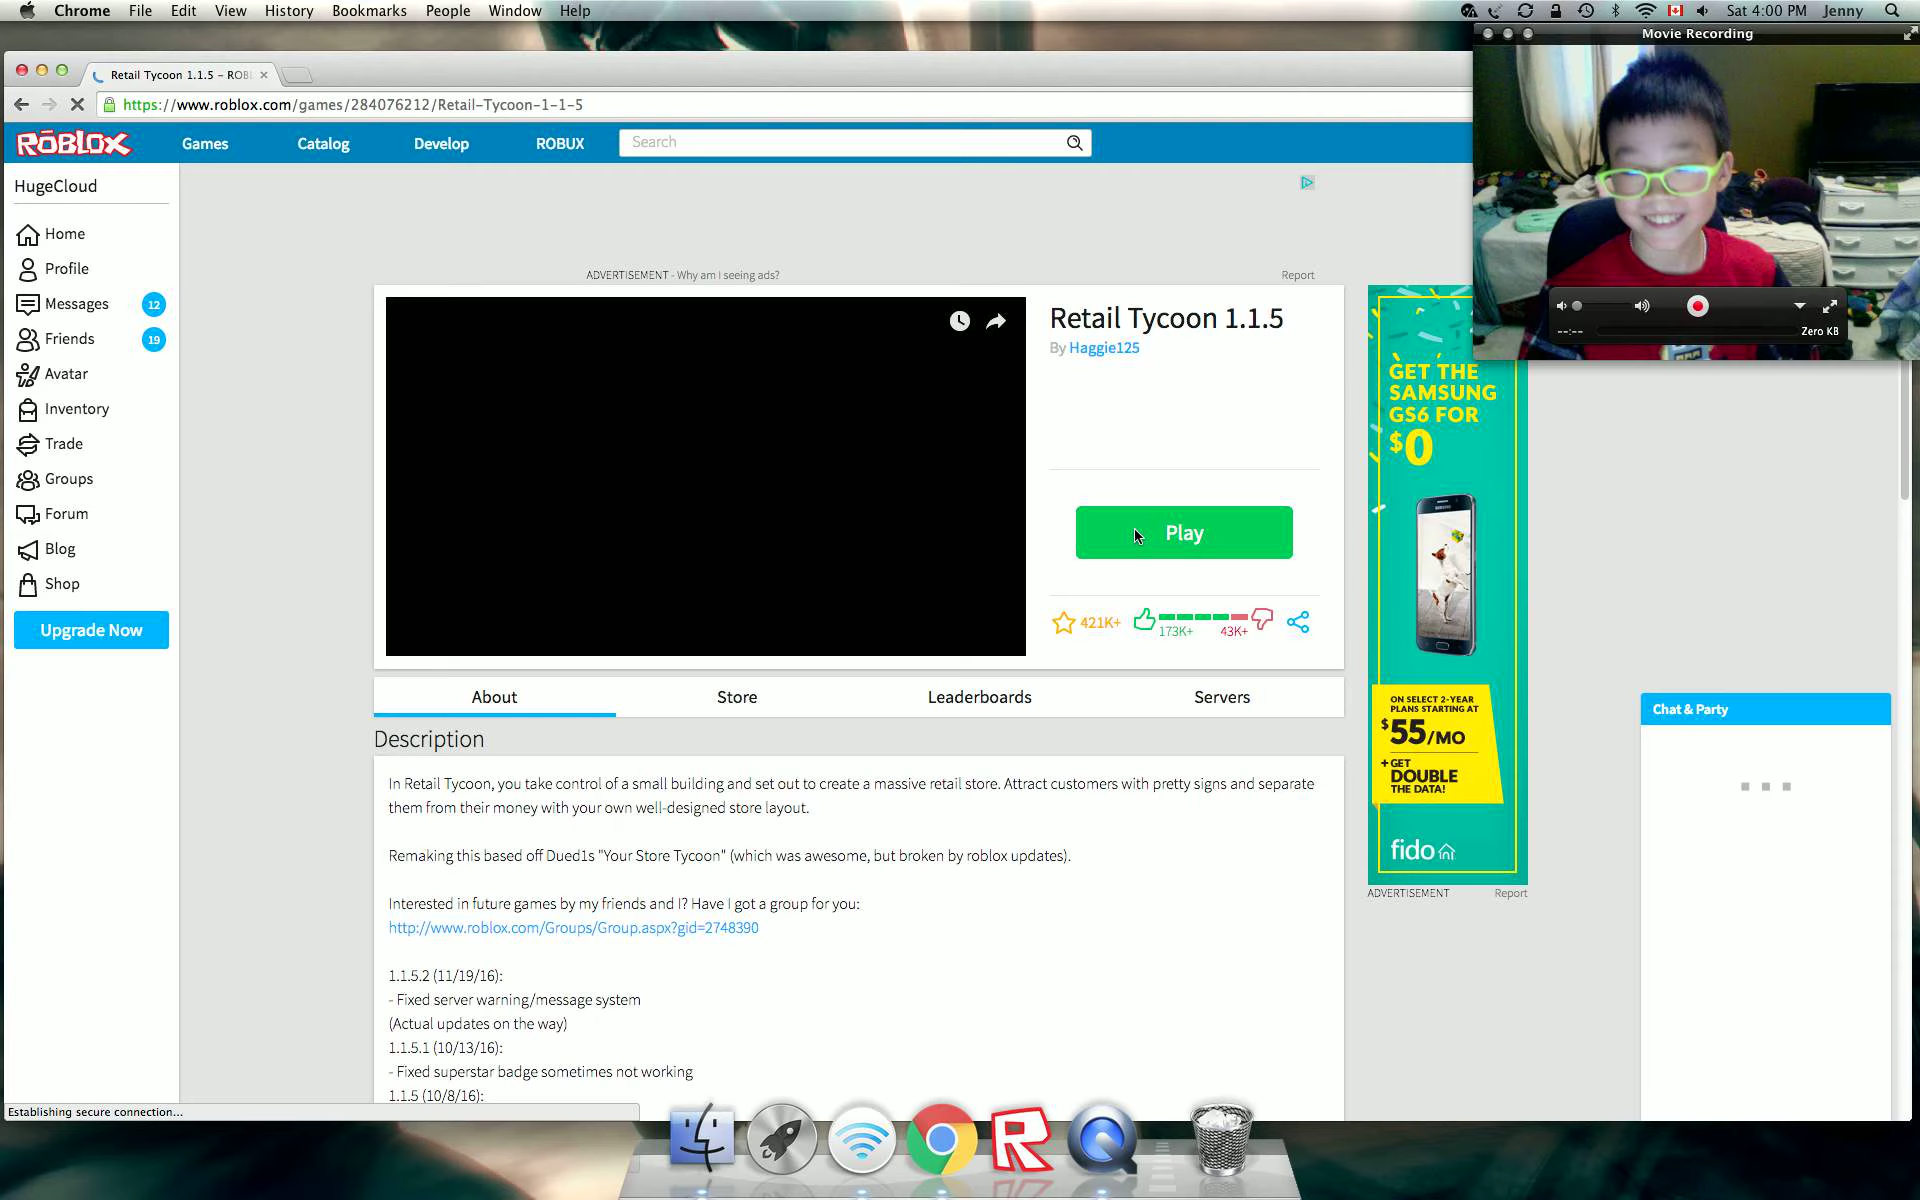 Chrome File Edit View History Bookmarks People Window Help
Sat 4:00 PM Jenny
Movie Recording
Retail Tycoon 1.1.5 – ROBL
https://www.roblox.com/games/284076212/Retail-Tycoon-1-1-5
ROBLOX Games Catalog Develop ROBUX Search
HugeCloud
Home
Profile
Messages 12
Friends 19
Avatar
Inventory
Trade
Groups
Forum
Blog
Shop
Upgrade Now
ADVERTISEMENT - Why am I seeing ads? Report
Retail Tycoon 1.1.5
By Haggie125
Play
421K+ 173K+ 43K+
--:-- Zero KB
GET THE
SAMSUNG
GS6 FOR
$0
SAMSUNG
ON SELECT 2-YEAR
PLANS STARTING AT
$55/MO
+GET
DOUBLE
THE DATA!
fido
ADVERTISEMENT Report
About Store Leaderboards Servers
Description
In Retail Tycoon, you take control of a small building and set out to create a massive retail store. Attract customers with pretty signs and separate
them from their money with your own well-designed store layout.
Remaking this based off Dued1s "Your Store Tycoon" (which was awesome, but broken by roblox updates).
Interested in future games by my friends and I? Have I got a group for you:
http://www.roblox.com/Groups/Group.aspx?gid=2748390
1.1.5.2 (11/19/16):
- Fixed server warning/message system
(Actual updates on the way)
1.1.5.1 (10/13/16):
- Fixed superstar badge sometimes not working
1.1.5 (10/8/16):
Chat & Party
Establishing secure connection...